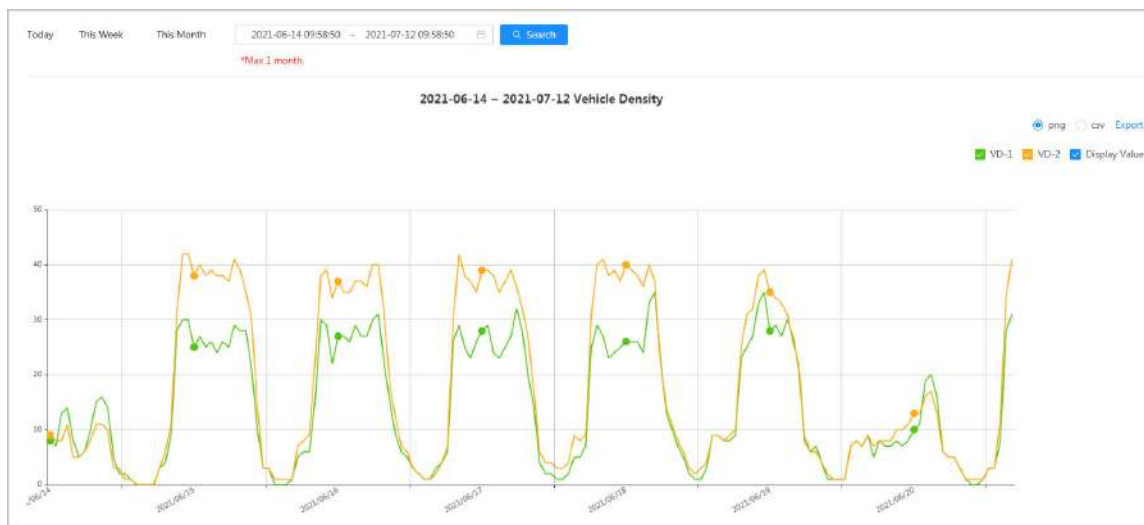 Today This Week This Month 2021-06-14 09:58:50 ~ 2021-07-12 09:58:50 Search
*Max 1 month.
2021-06-14 ~ 2021-07-12 Vehicle Density
png csv Export
VD-1 VD-2 Display Value
50
40
30
20
10
0
/06/14 2021/06/15 2021/06/16 2021/06/17 2021/06/18 2021/06/19 2021/06/20